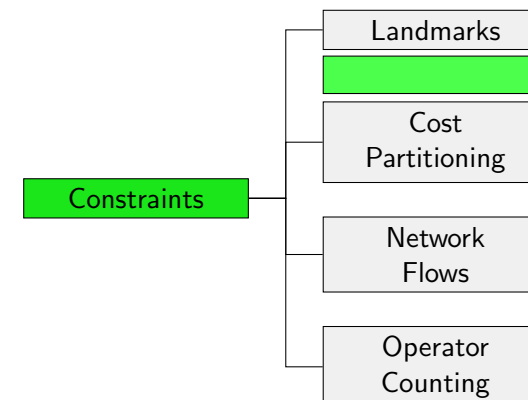 Landmarks
Cost
Partitioning
Constraints
Network
Flows
Operator
Counting